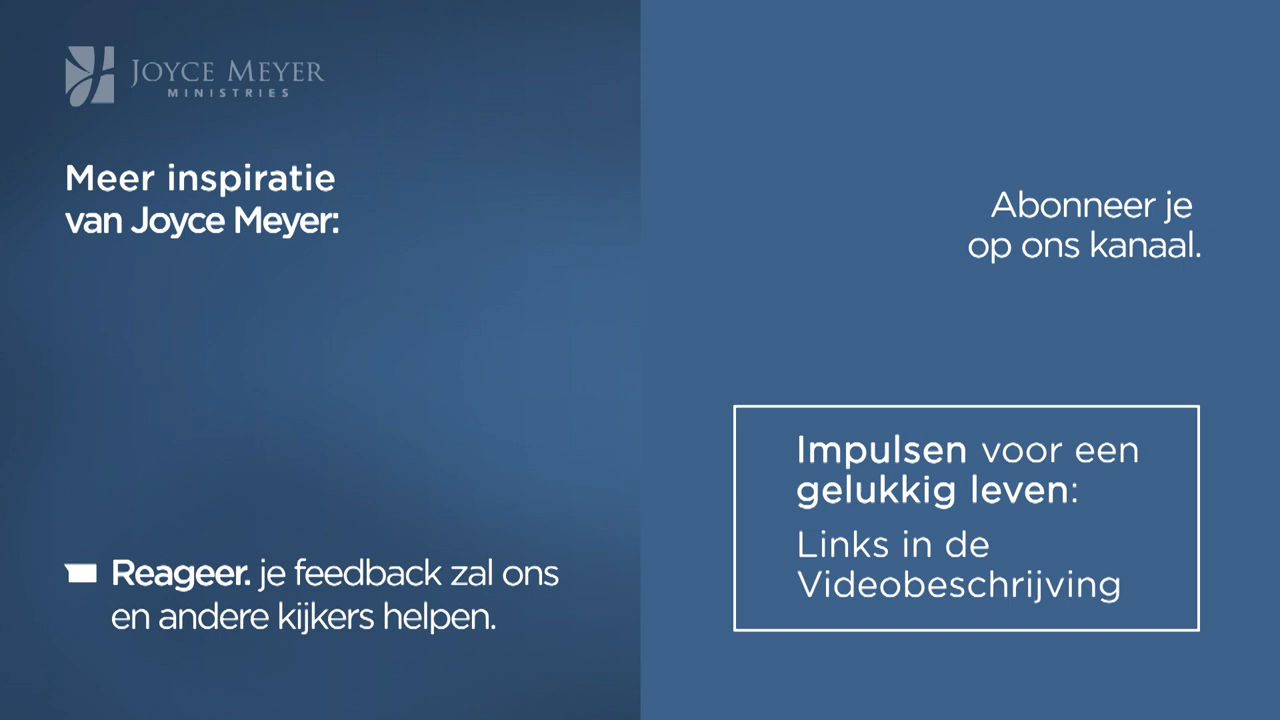 JOYCE MEYER
MINISTRIES
Meer inspiratie
van Joyce Meyer:
Reageer. je feedback zal ons
en andere kijkers helpen.
Abonneer je
op ons kanaal.
Impulsen voor een
gelukkig leven:
Links in de
Videobeschrijving